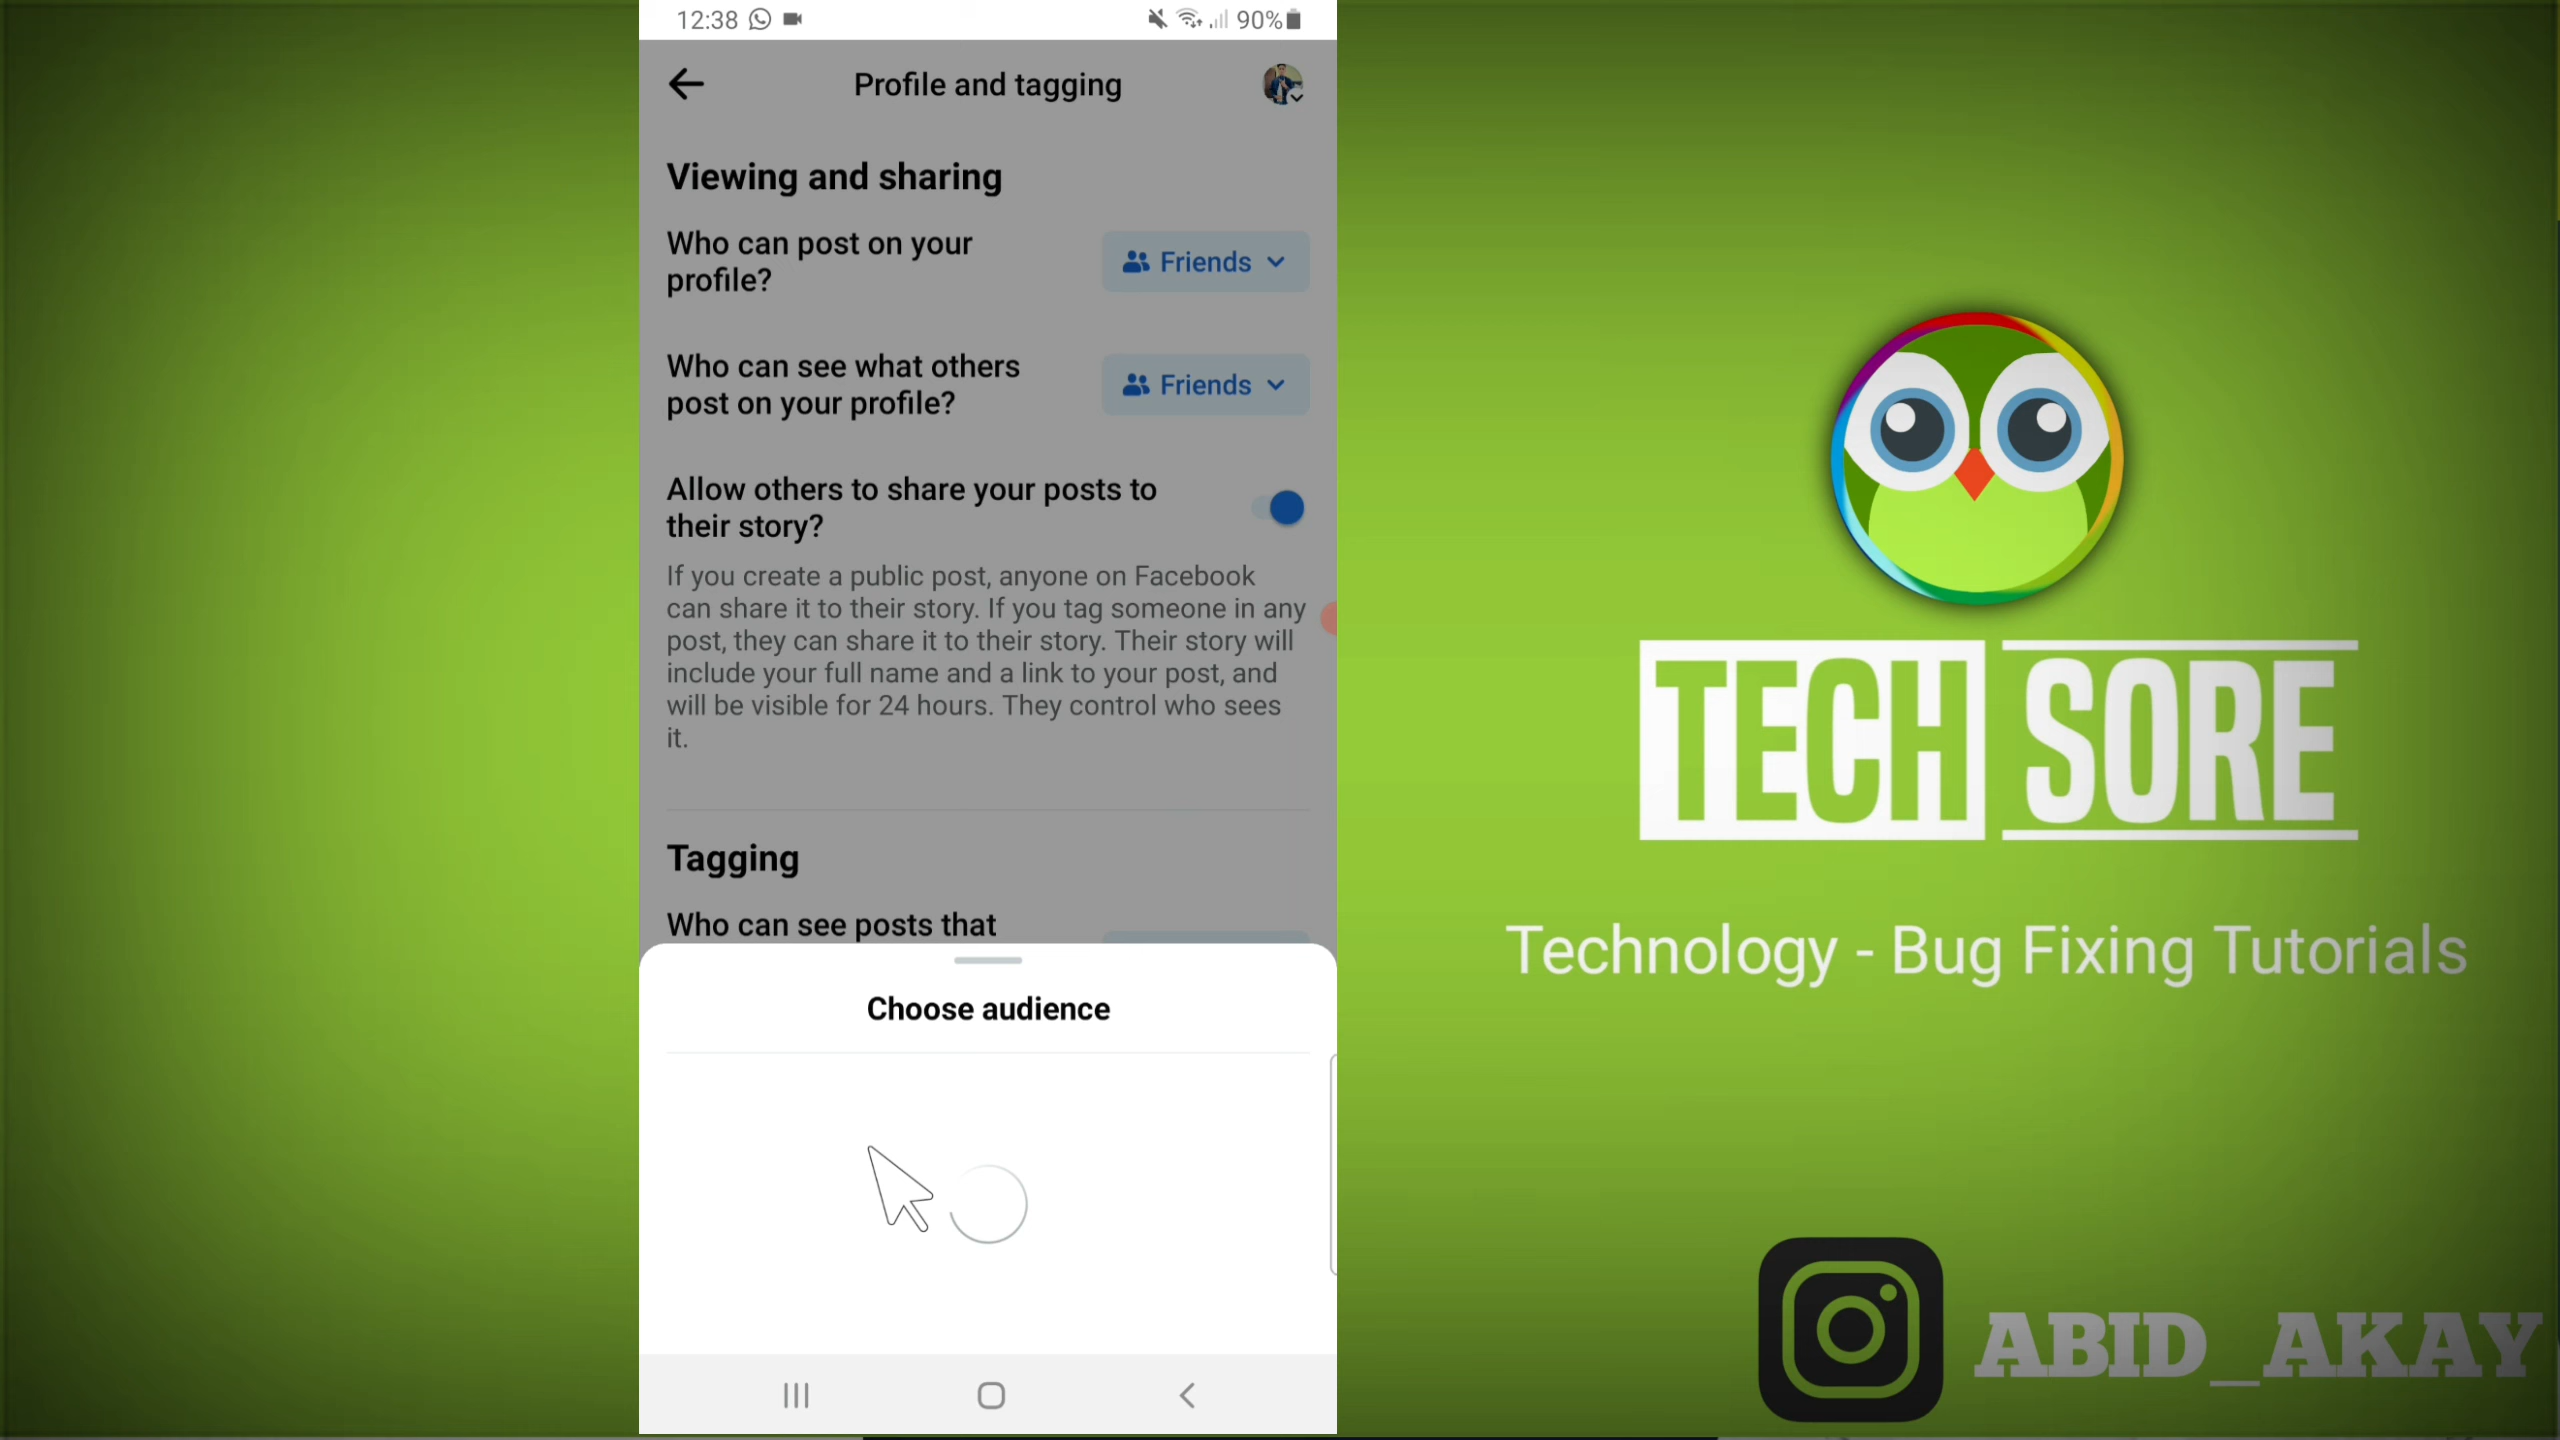 12:38
90%
Profile and tagging
Viewing and sharing
Who can post on your
profile?
Friends
Who can see what others
post on your profile?
Friends
Allow others to share your posts to
their story?
If you create a public post, anyone on Facebook
can share it to their story. If you tag someone in any
post, they can share it to their story. Their story will
include your full name and a link to your post, and
will be visible for 24 hours. They control who sees
it.
Tagging
Who can see posts that
Choose audience
TECH SORE
Technology - Bug Fixing Tutorials
ABID_AKAY